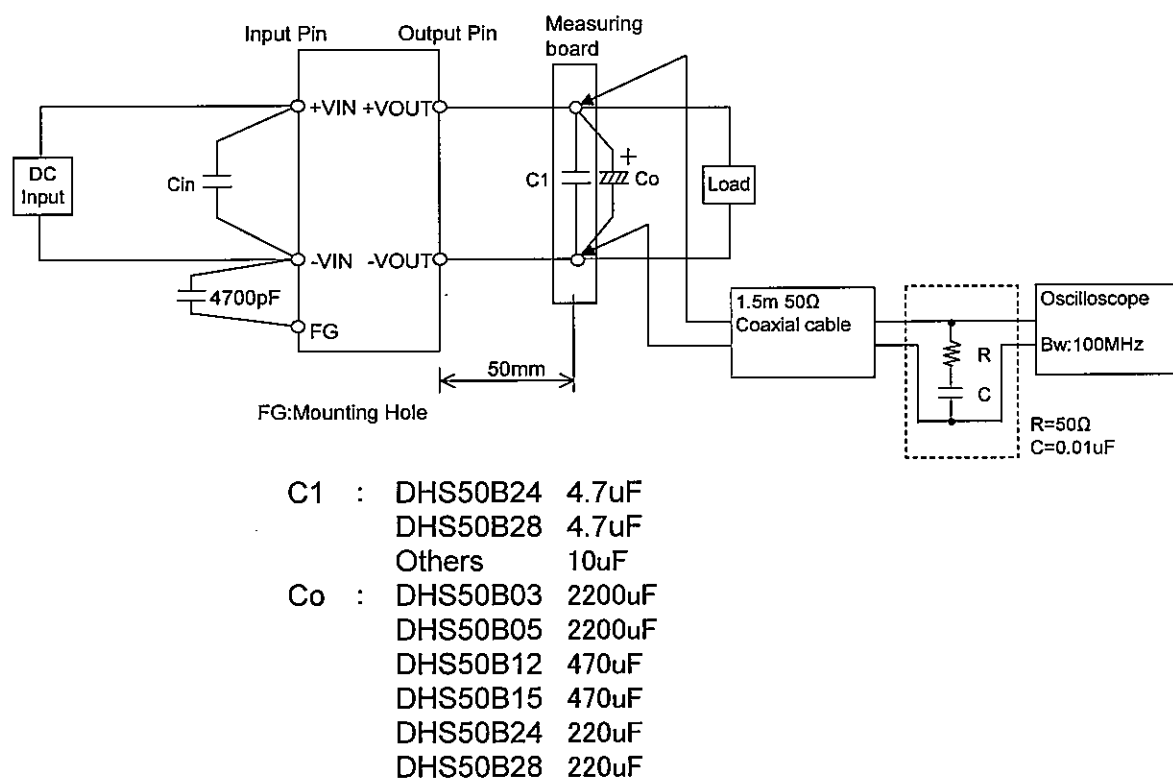 Input Pin
Output Pin
Measuring
board
+VIN +VOUT
DC
Input
Cin
C1
+
Co
Load
-VIN -VOUT
4700pF
FG
50mm
FG:Mounting Hole
1.5m 50Ω
Coaxial cable
R
C
Oscilloscope
Bw:100MHz
R=50Ω
C=0.01uF
C1 : DHS50B24 4.7uF
DHS50B28 4.7uF
Others 10uF
Co : DHS50B03 2200uF
DHS50B05 2200uF
DHS50B12 470uF
DHS50B15 470uF
DHS50B24 220uF
DHS50B28 220uF